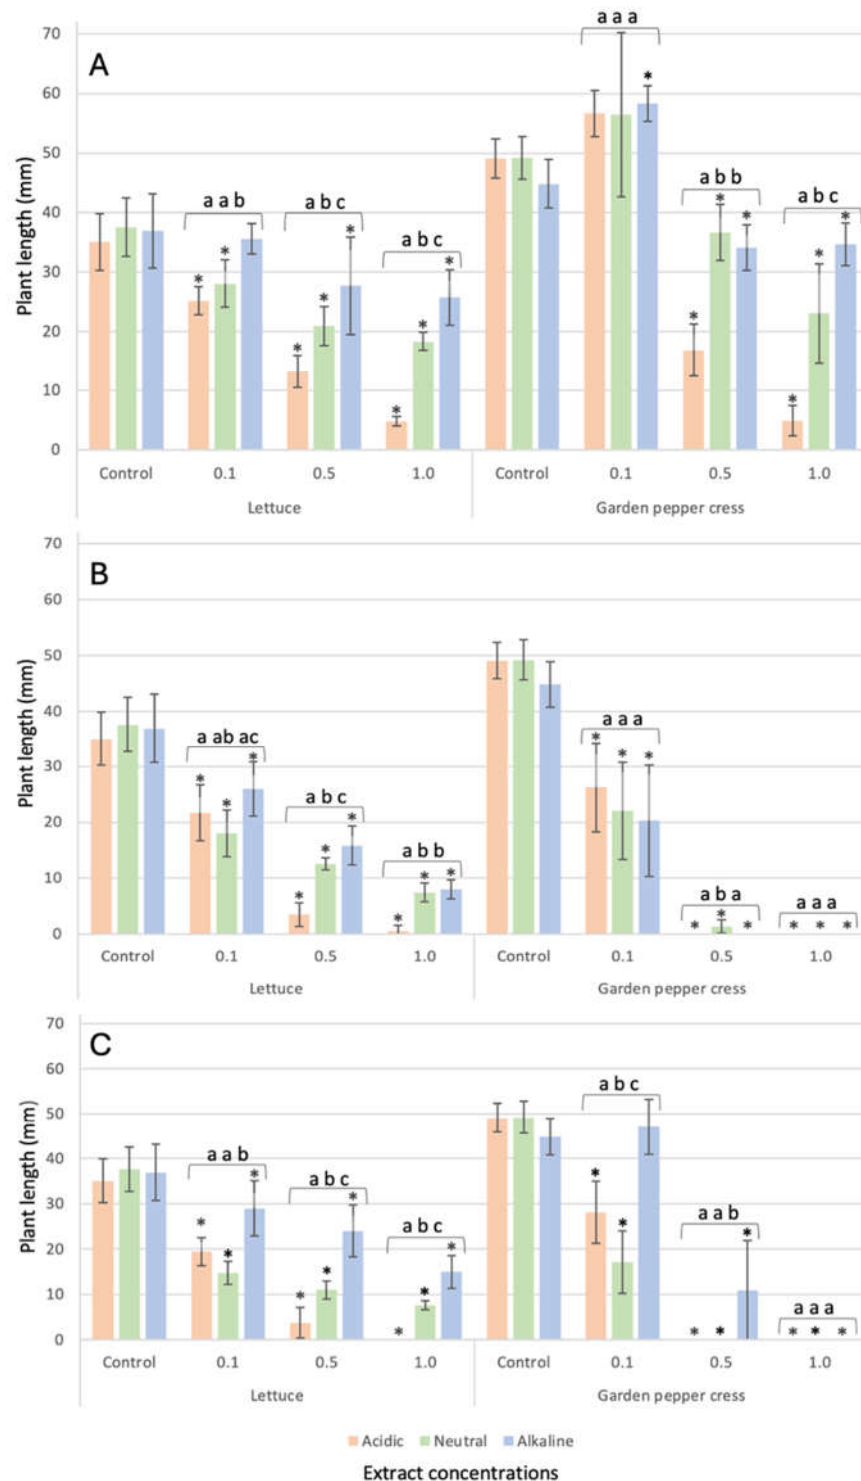 70
A
a a a
60
*
Plant length (mm)
50
a b b
*
40
a a b
a b c
a b c
*
*
*
a b c
30
*
*
*
*
20
*
*
*
10
*
*
0
Control 0.1 0.5 1.0 Control 0.1 0.5 1.0
Lettuce Garden pepper cress
70
B
60
Plant length (mm)
50
40
a a a
a ab ac
*
30
*
*
*
*
a b c
20
*
*
*
a b b
10
*
*
*
a b a
a a a
*
*
0
* * * * *
Control 0.1 0.5 1.0 Control 0.1 0.5 1.0
Lettuce Garden pepper cress
70
C
60
a b c
Plant length (mm)
50
40
a a b
*
*
a b c
*
30
*
a b c
a a b
*
*
*
20
*
*
*
10
*
a a a
0
* * * * * *
Control 0.1 0.5 1.0 Control 0.1 0.5 1.0
Lettuce Garden pepper cress
Acidic Neutral Alkaline
Extract concentrations